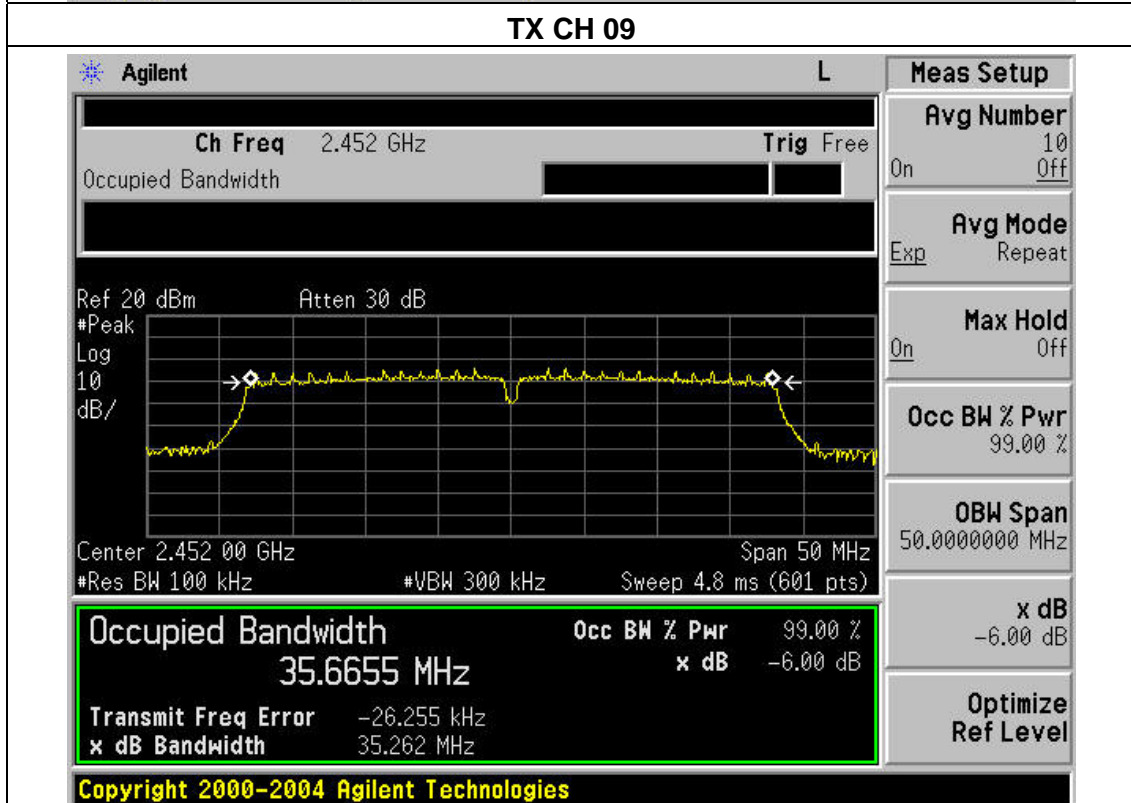 TX CH 09
Agilent L Meas Setup
Ch Freq 2.452 GHz Trig Free
Occupied Bandwidth
Avg Number
10
On Off
Avg Mode
Exp Repeat
Max Hold
On Off
Occ BW % Pwr
99.00 %
OBW Span
50.0000000 MHz
x dB
-6.00 dB
Optimize
Ref Level
Ref 20 dBm Atten 30 dB
#Peak
Log
10
dB/
Center 2.452 00 GHz Span 50 MHz
#Res BW 100 kHz #VBW 300 kHz Sweep 4.8 ms (601 pts)
Occupied Bandwidth Occ BW % Pwr 99.00 %
35.6655 MHz x dB -6.00 dB
Transmit Freq Error -26.255 kHz
x dB Bandwidth 35.262 MHz
Copyright 2000-2004 Agilent Technologies